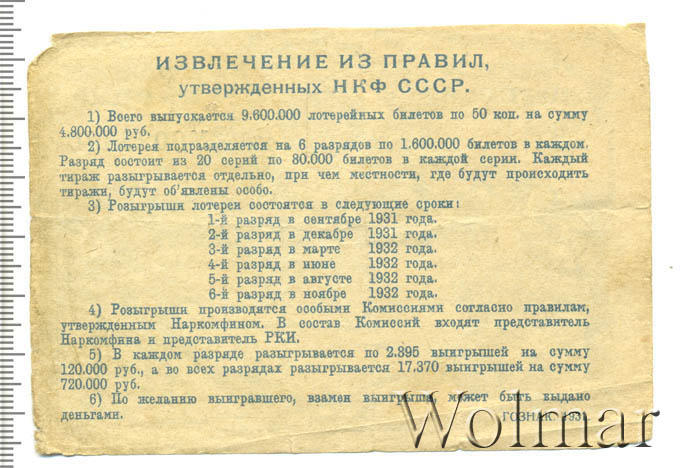 ИЗВЛЕЧЕНИЕ ИЗ ПРАВИЛ,
утвержденных НКФ СССР.
1) Всего выпускается 9.600.000 лотерейных билетов по 50 коп. на сумму
4.800.000 руб.
2) Лотерея подразделяется на 6 разрядов по 1.600.000 билетов в каждом.
Разряд состоит из 20 серий по 80.000 билетов в каждой серии. Каждый
тираж разыгрывается отдельно, при чем местности, где будут происходить
тиражи, будут об'явлены особо.
3) Розыгрыши лотереи состоятся в следующие сроки:
1-й разряд в сентябре 1931 года.
2-й разряд в декабре 1931 года.
3-й разряд в марте 1932 года.
4-й разряд в июне 1932 года.
5-й разряд в августе 1932 года.
6-й разряд в ноябре 1932 года.
4) Розыгрыши производятся особыми Комиссиями согласно правилам,
утвержденным Наркомфином. В состав Комиссий входят представитель
Наркомфина и представитель РКИ.
5) В каждом разряде разыгрывается по 2.895 выигрышей на сумму
120.000 руб., а во всех разрядах разыгрывается 17.370 выигрышей на сумму
720.000 руб.
6) По желанию выигравшего, взамен выигрыша, может быть выдано
деньгами.
ГОЗНАК. 1931
Wolmar